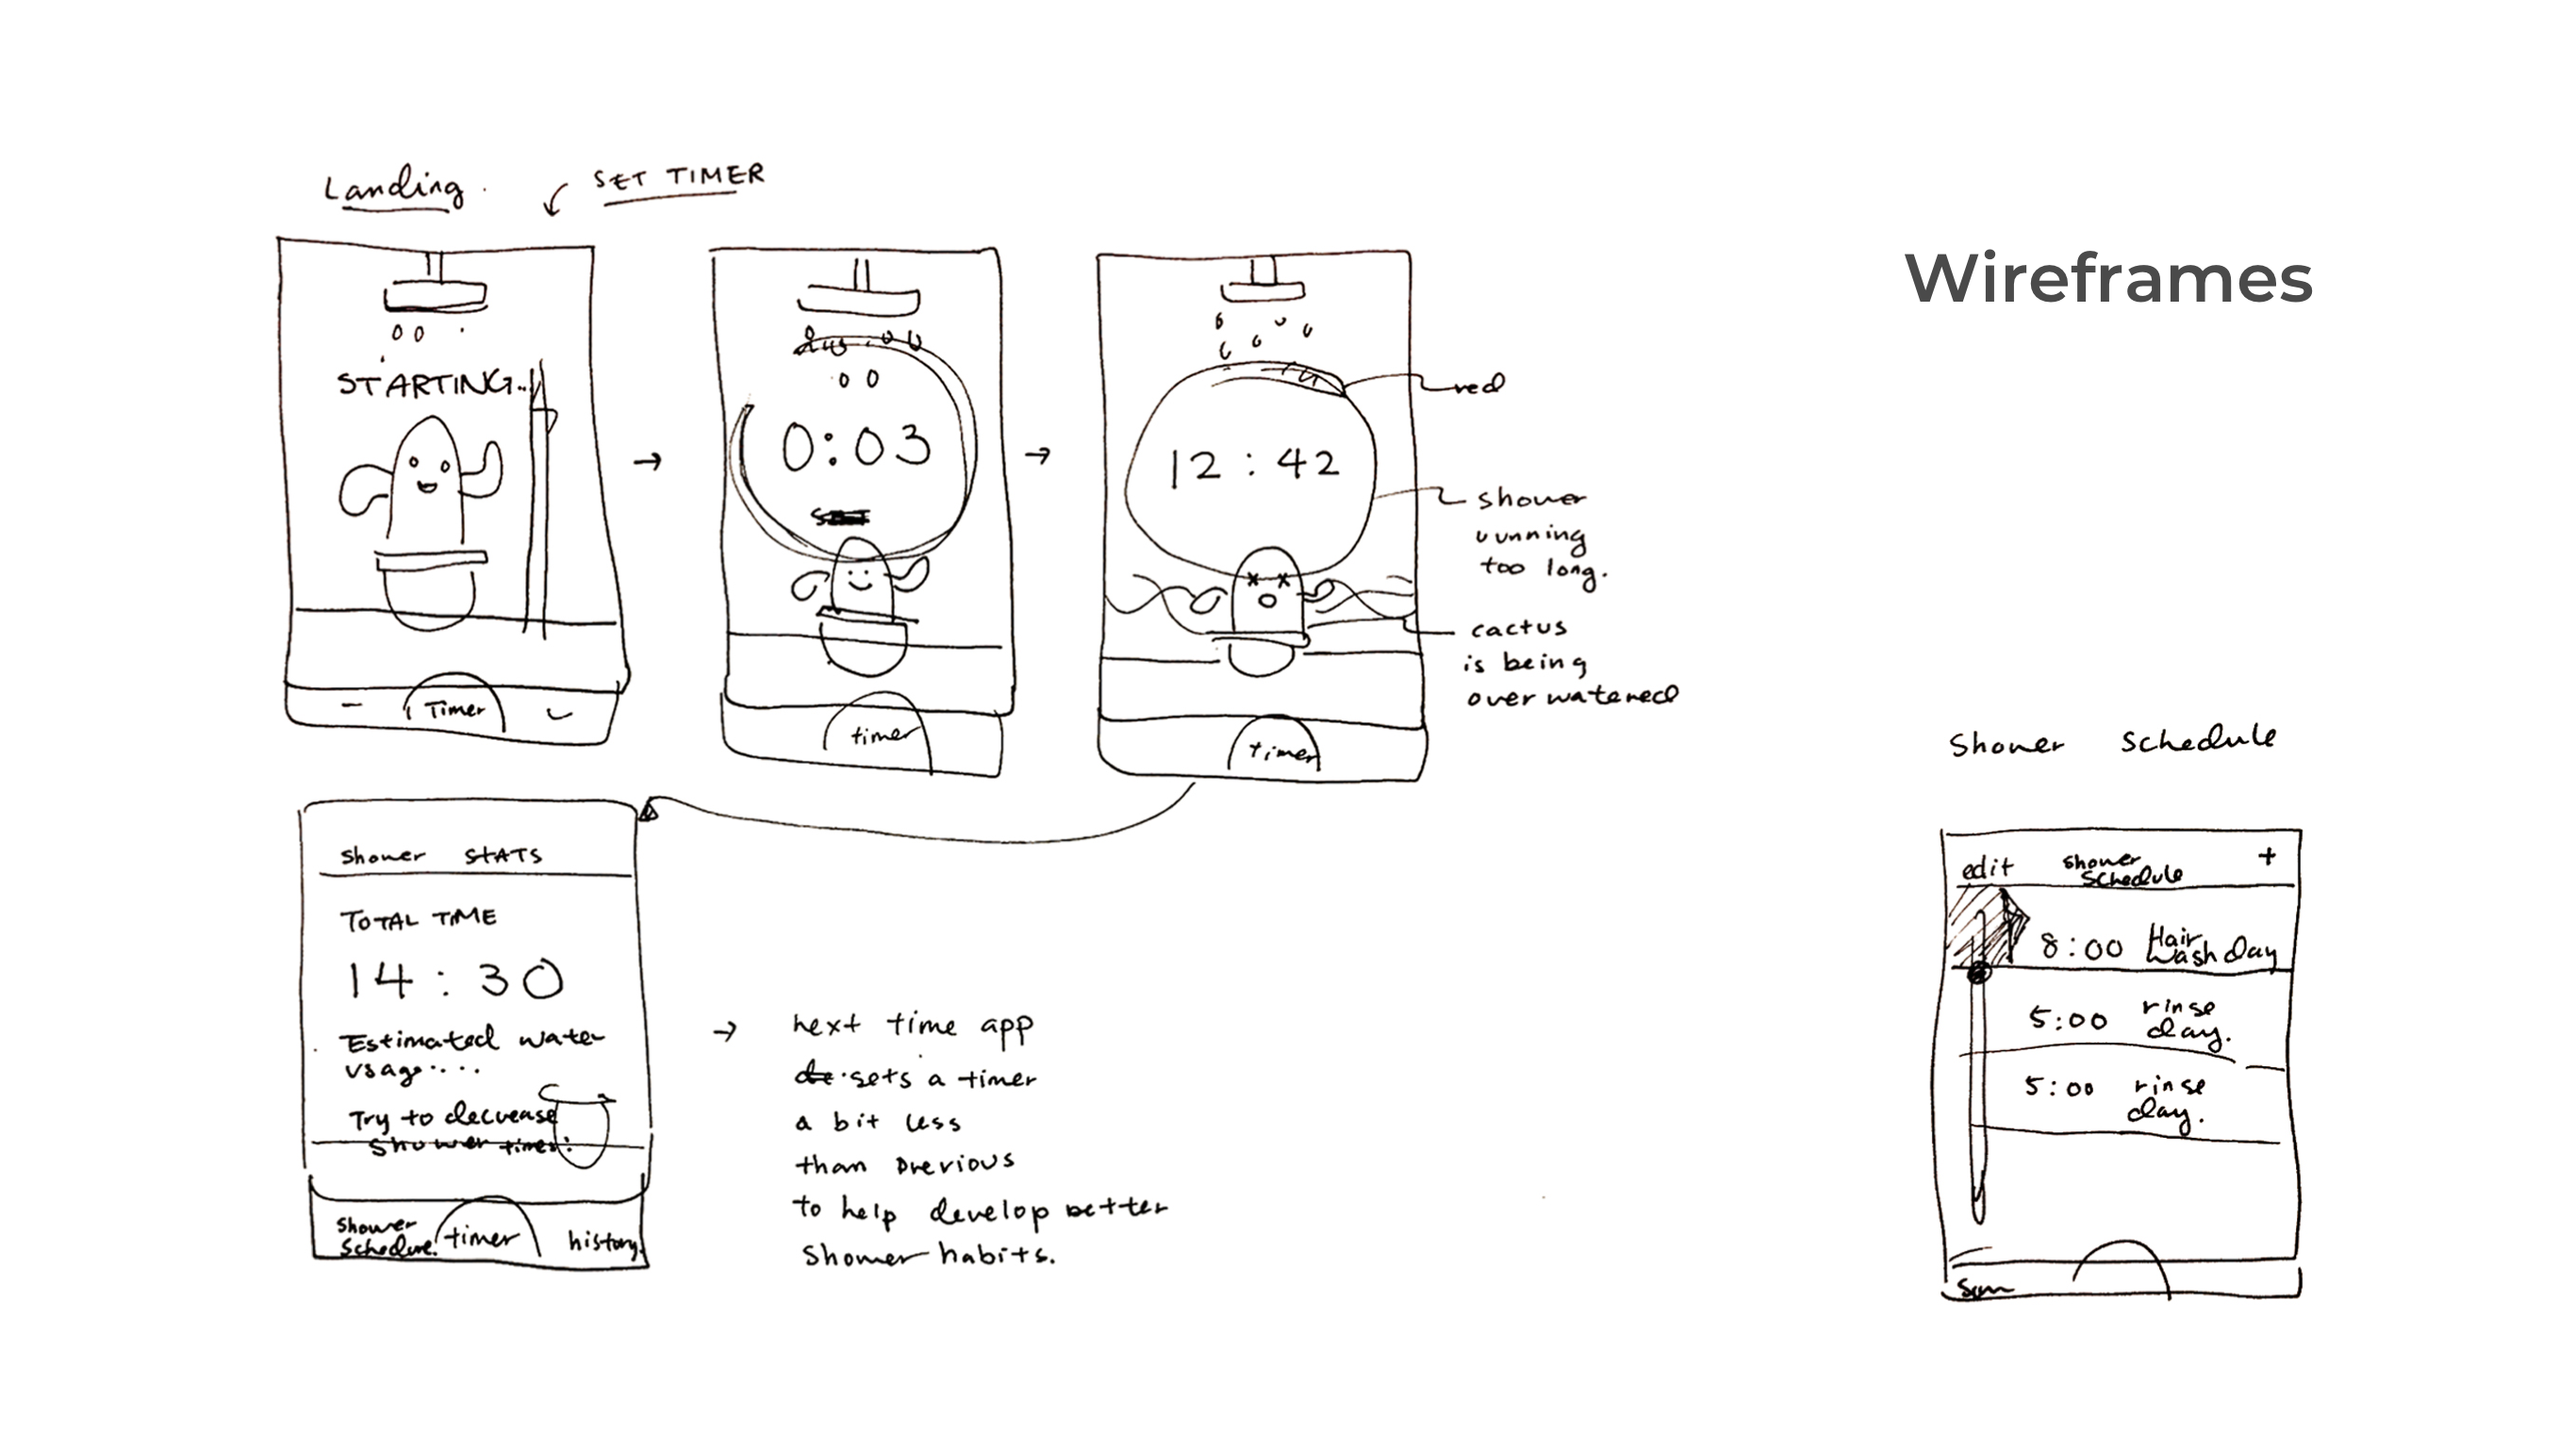 Landing.
SET TIMER
Wireframes
STARTING...
Timer
0:03
timer
12:42
timer
red
shower
running
too long.
cactus
is being
over watered
Shower STATS
TOTAL TIME
14:30
Estimated water
usage....
Try to decrease
shower time!
shower
schedule.
timer
history.
next time app
sets a timer
a bit less
than previous
to help develop better
shower habits.
Shower Schedule
edit
shower
schedule
+
8:00
Hair
Wash day
5:00
rinse
day.
5:00
rinse
day.